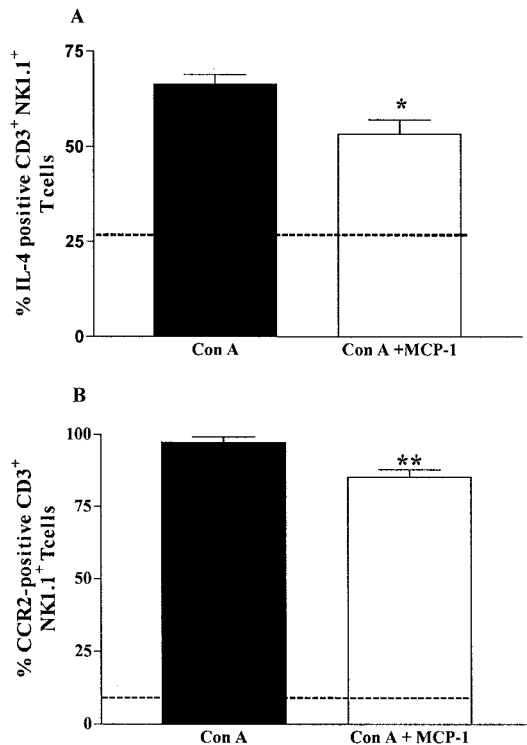 A
% IL-4 positive CD3+ NK1.1+
T cells
75
50
25
0
*
Con A
Con A +MCP-1
B
% CCR2-positive CD3+
NK1.1+ Tcells
100
75
50
25
0
**
Con A
Con A + MCP-1